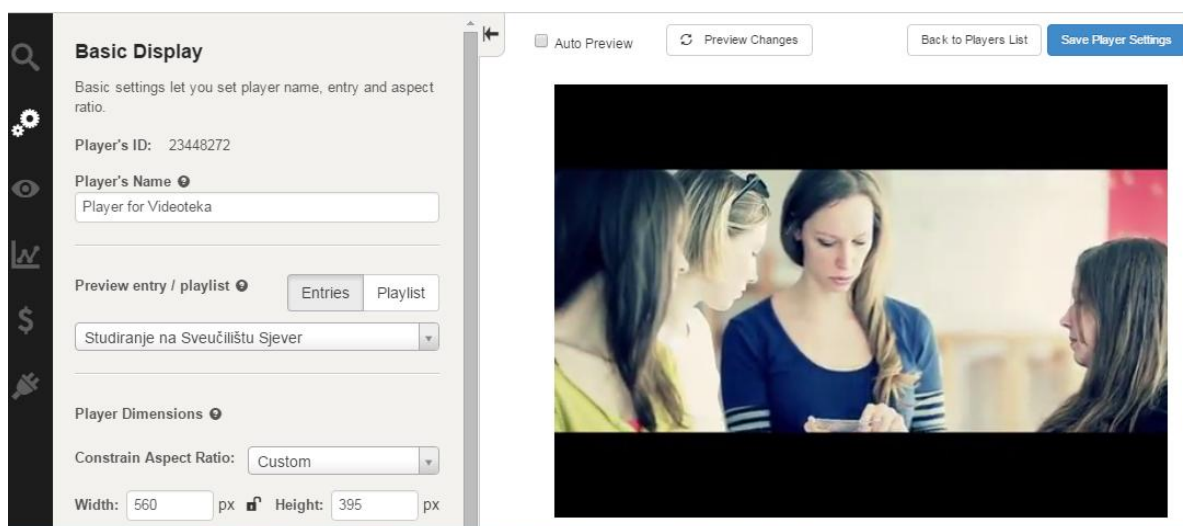 Basic Display
Basic settings let you set player name, entry and aspect
ratio.
Player's ID: 23448272
Player's Name
Player for Videoteka
Preview entry / playlist Entries Playlist
Studiranje na Sveučilištu Sjever
Player Dimensions
Constrain Aspect Ratio: Custom
Width: 560 px Height: 395 px
Auto Preview Preview Changes Back to Players List Save Player Settings